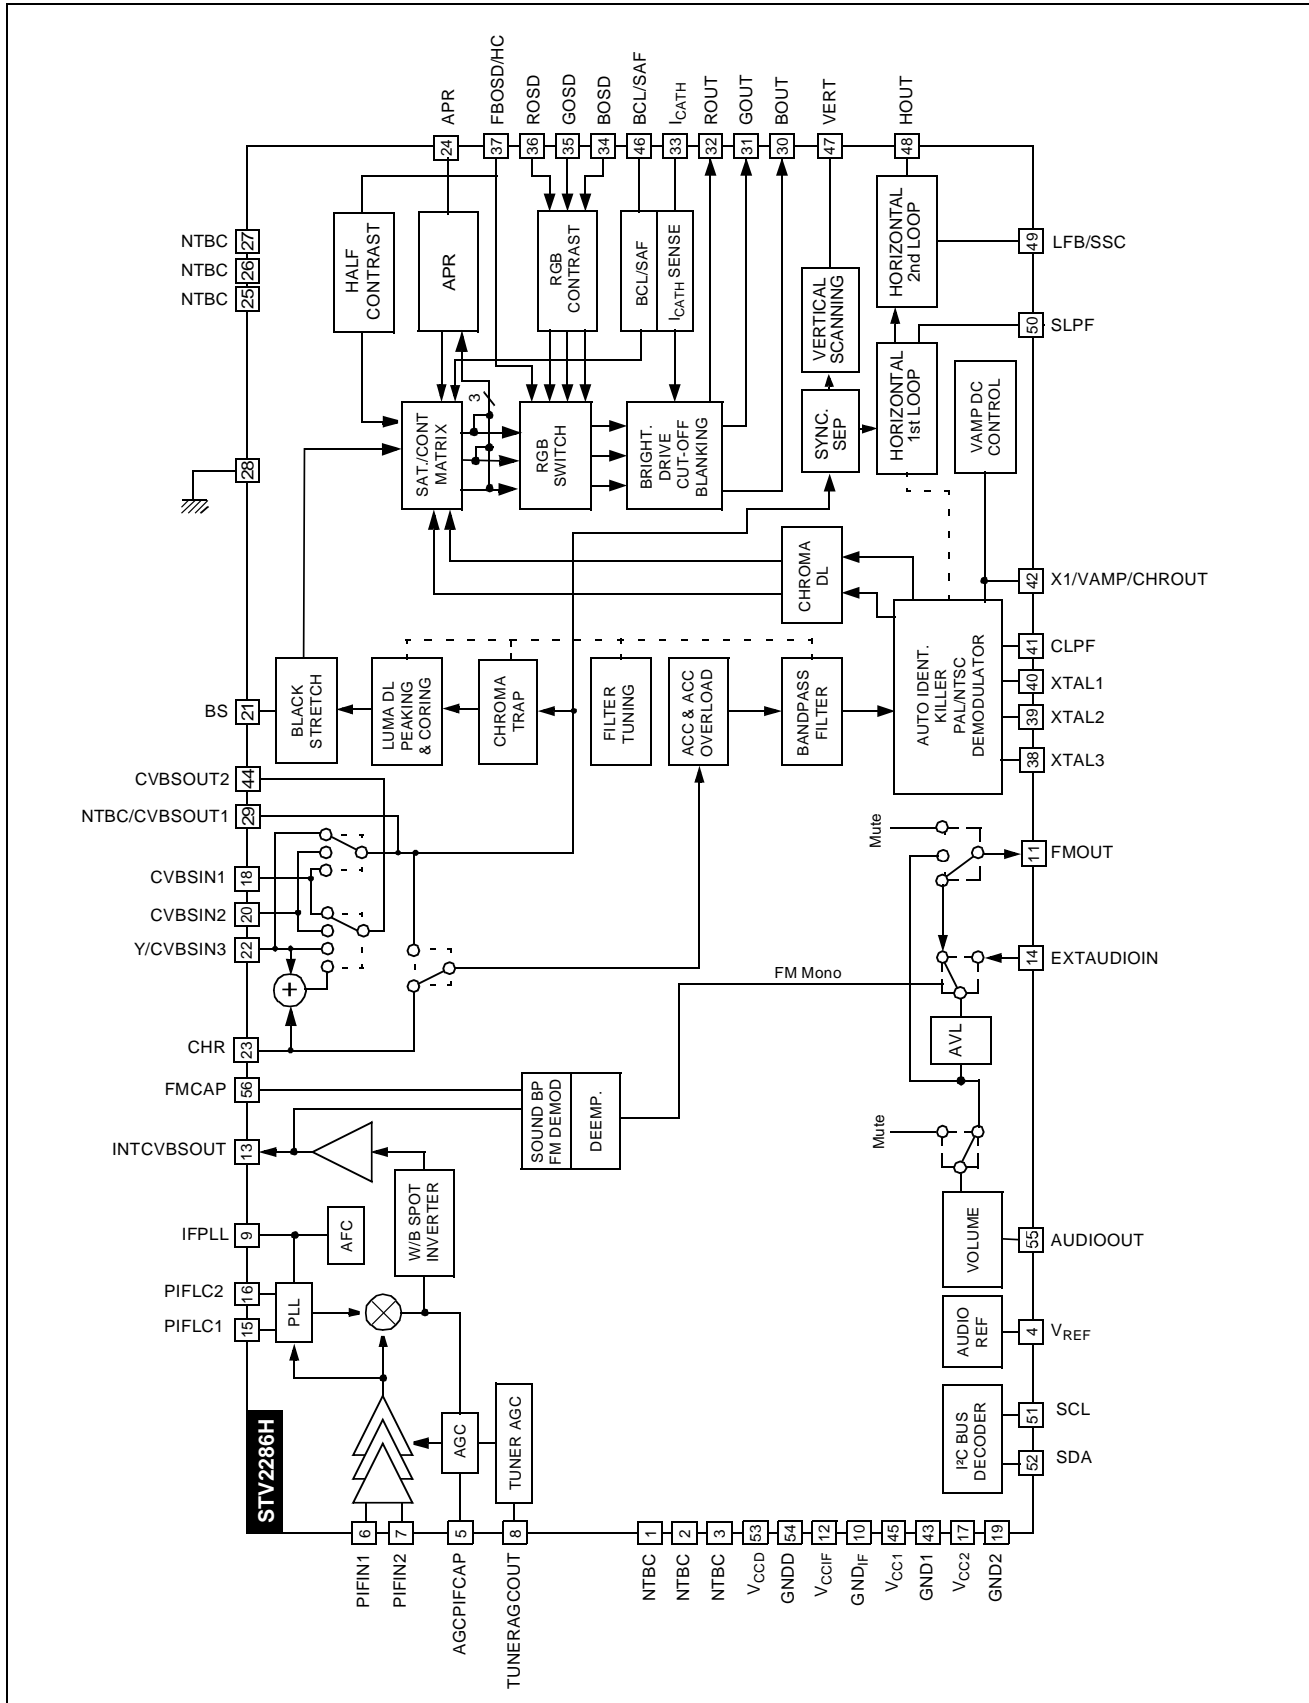 STV2286H
APR
24
FBOSD/HC
37
ROSD
36
GOSD
35
BOSD
34
BCL/SAF
46
ICATH
33
ROUT
32
GOUT
31
BOUT
30
VERT
47
HOUT
48
NTBC
27
NTBC
26
NTBC
25
28
BS
21
CVBSOUT2
44
NTBC/CVBSOUT1
29
CVBSIN1
18
CVBSIN2
20
Y/CVBSIN3
22
CHR
23
FMCAP
56
INTCVBSOUT
13
IFPLL
9
PIFLC2
16
PIFLC1
15
HALF
CONTRAST
APR
RGB
CONTRAST
BCL/SAF
ICATH SENSE
VERTICAL
SCANNING
HORIZONTAL
2nd LOOP
SAT./CONT
MATRIX
3
RGB
SWITCH
BRIGHT.
DRIVE
CUT-OFF
BLANKING
SYNC.
SEP
HORIZONTAL
1st LOOP
VAMP DC
CONTROL
CHROMA
DL
BLACK
STRETCH
LUMA DL
PEAKING
& CORING
CHROMA
TRAP
FILTER
TUNING
ACC & ACC
OVERLOAD
BANDPASS
FILTER
AUTO IDENT.
KILLER
PAL/NTSC
DEMODULATOR
+
Mute
FM Mono
AVL
SOUND BP
FM DEMOD
DEEMP.
Mute
W/B SPOT
INVERTER
AFC
PLL
VOLUME
AUDIO
REF
AGC
TUNER AGC
I²C BUS
DECODER
49
LFB/SSC
50
SLPF
42
X1/VAMP/CHROUT
41
CLPF
40
XTAL1
39
XTAL2
38
XTAL3
11
FMOUT
14
EXTAUDIOIN
55
AUDIOOUT
4
VREF
51
SCL
52
SDA
6
PIFIN1
7
PIFIN2
5
AGCPIFCAP
8
TUNERAGCOUT
1
NTBC
2
NTBC
3
NTBC
53
VCCD
54
GNDD
12
VCCIF
10
GNDIF
45
VCC1
43
GND1
17
VCC2
19
GND2